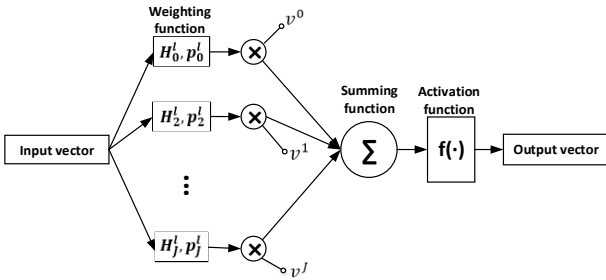 Weighting
function
H_0^l, p_0^l
v^0
H_2^l, p_2^l
v^1
⋮
H_J^l, p_J^l
v^J
Input vector
Summing
function
Σ
Activation
function
f(·)
Output vector